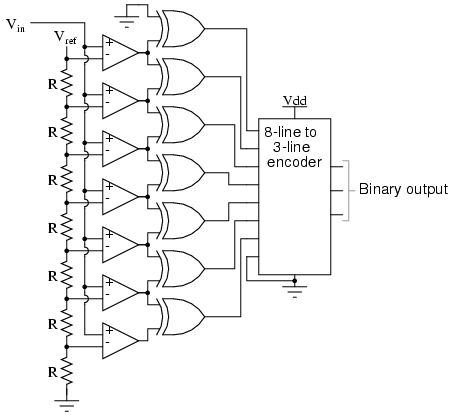 Vin
Vref
R
R
R
R
R
R
R
+
-
+
-
+
-
+
-
+
-
+
-
+
-
Vdd
8-line to
3-line
encoder
Binary output